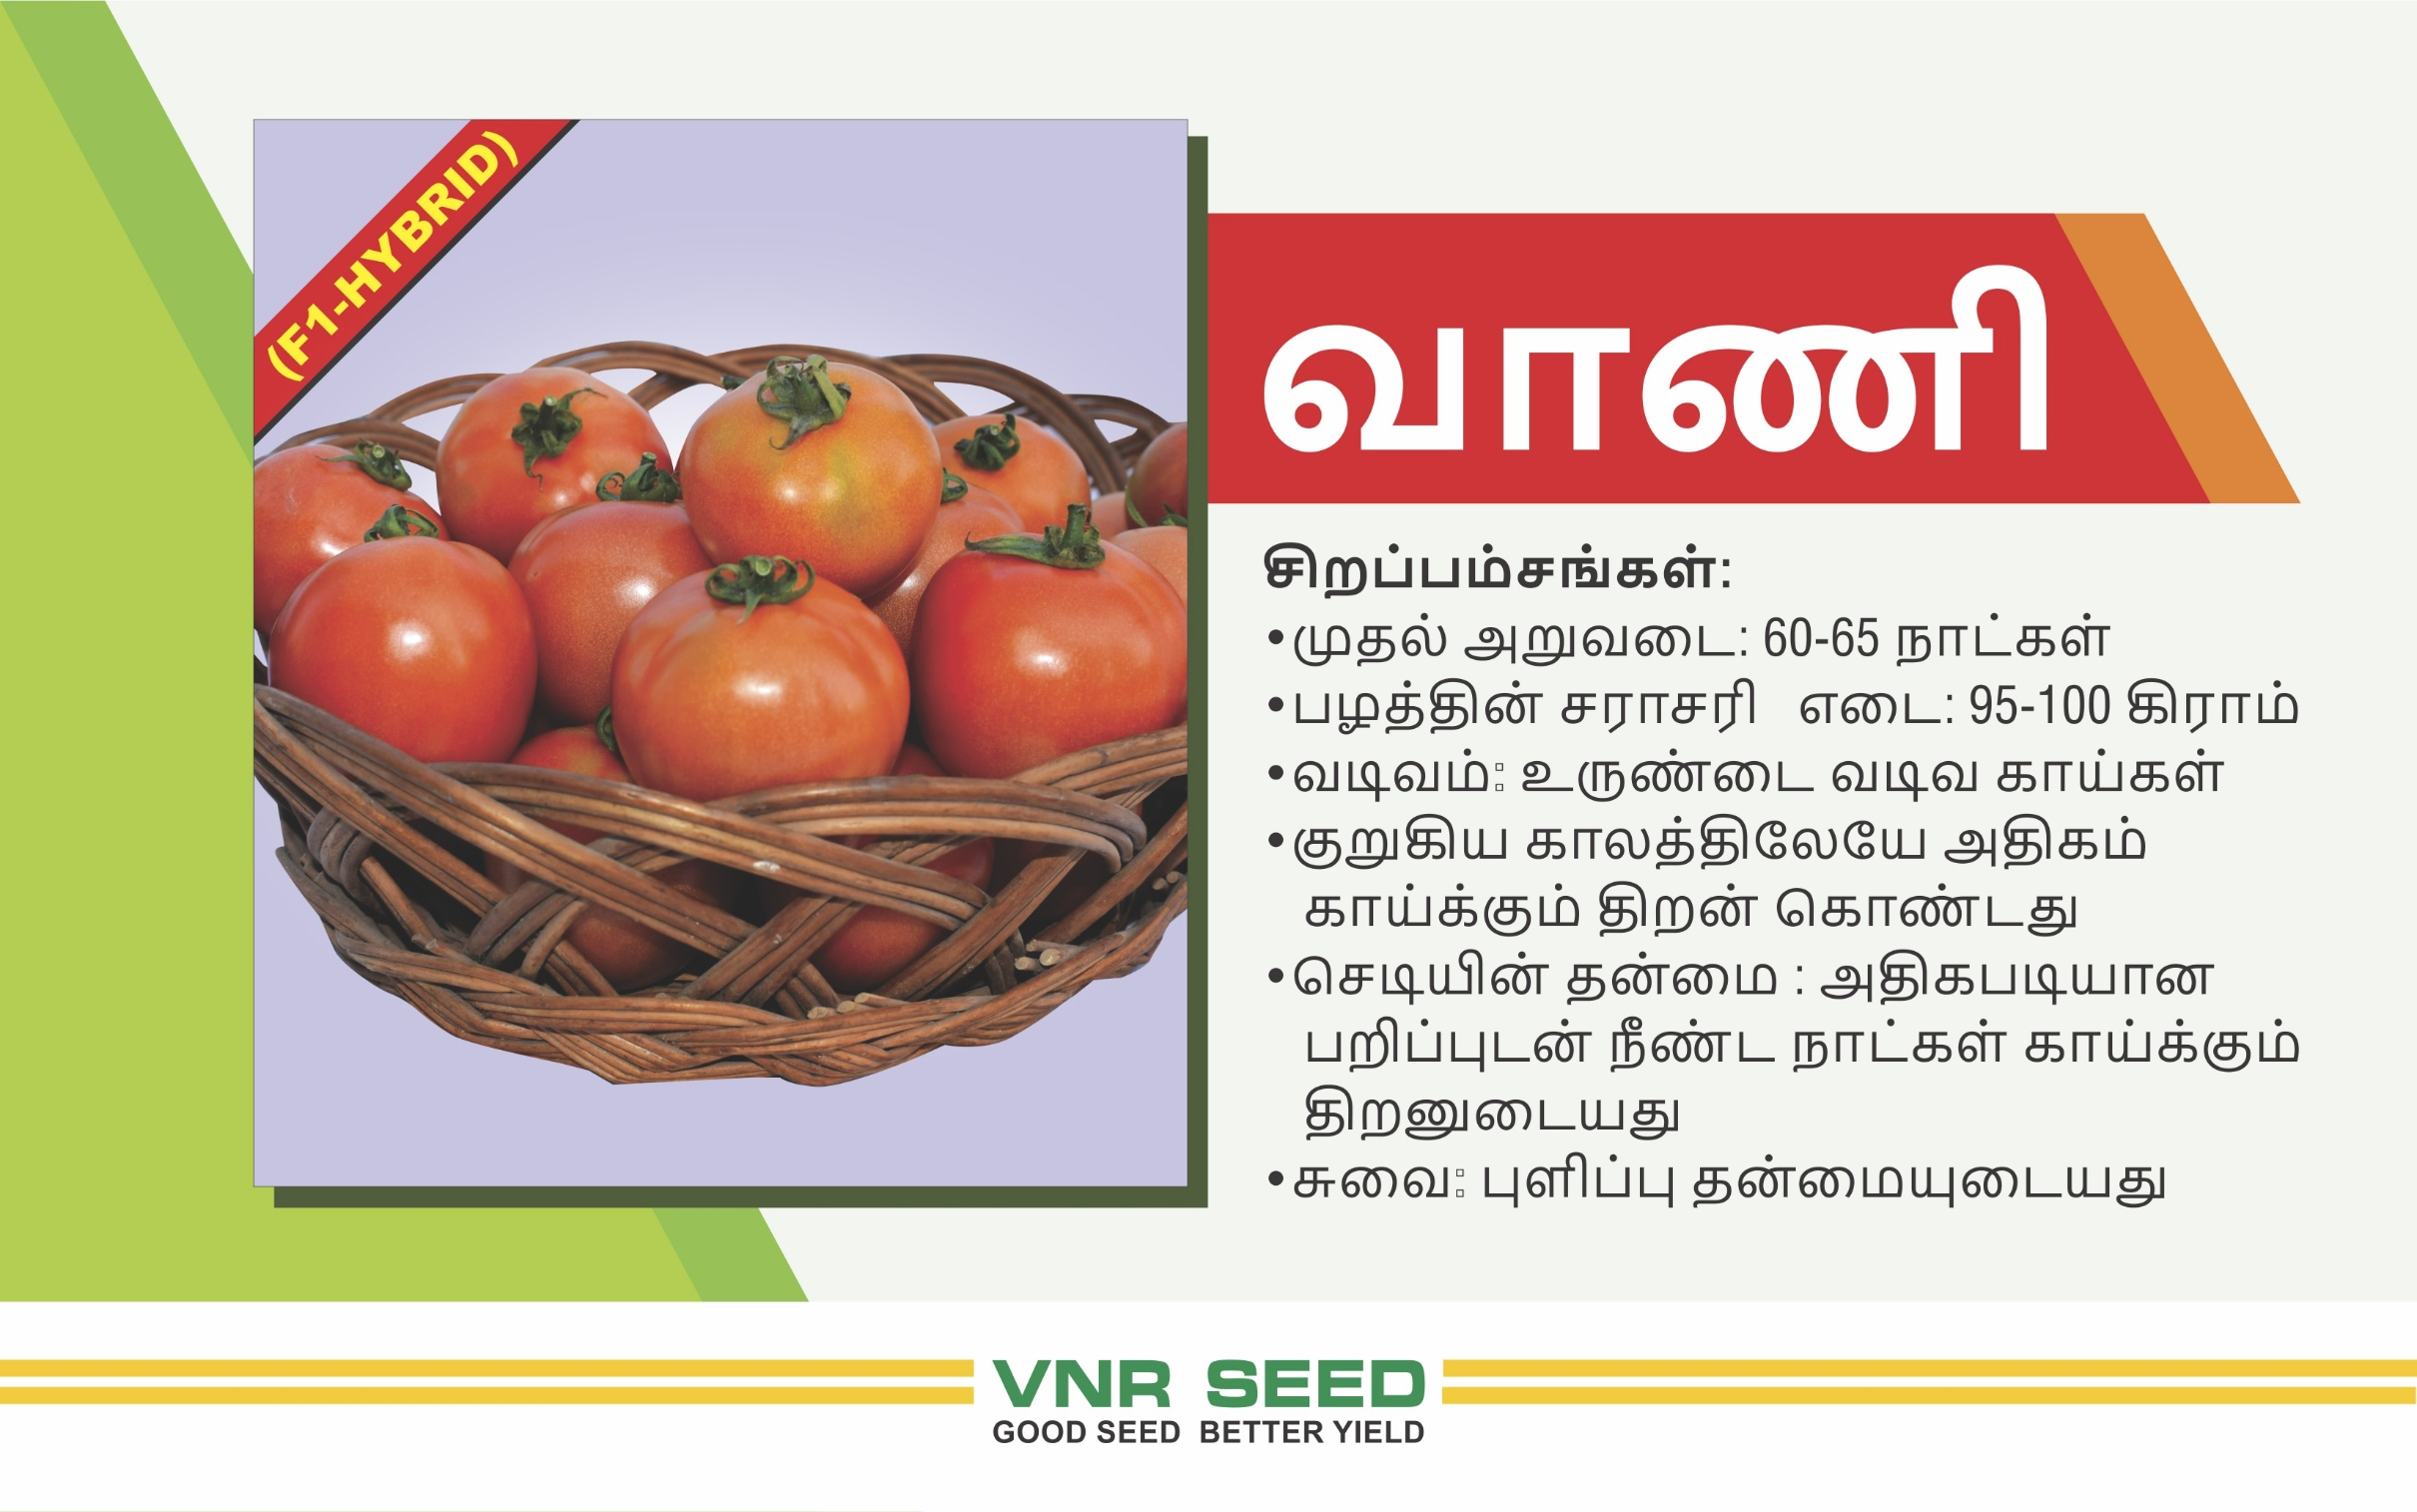 (F1-HYBRID))
வாணி
சிறப்பம்சங்கள்:
•முதல் அறுவடை: 60-65 நாட்கள்
•பழத்தின் சராசரி எடை: 95-100 கிராம்
•வடிவம்: உருண்டை வடிவ காய்கள்
•குறுகிய காலத்திலேயே அதிகம்
காய்க்கும் திறன் கொண்டது
•செடியின் தன்மை : அதிகபடியான
பறிப்புடன் நீண்ட நாட்கள் காய்க்கும்
திறனுடையது
•சுவை: புளிப்பு தன்மையுடையது
VNR SEED
GOOD SEED BETTER YIELD